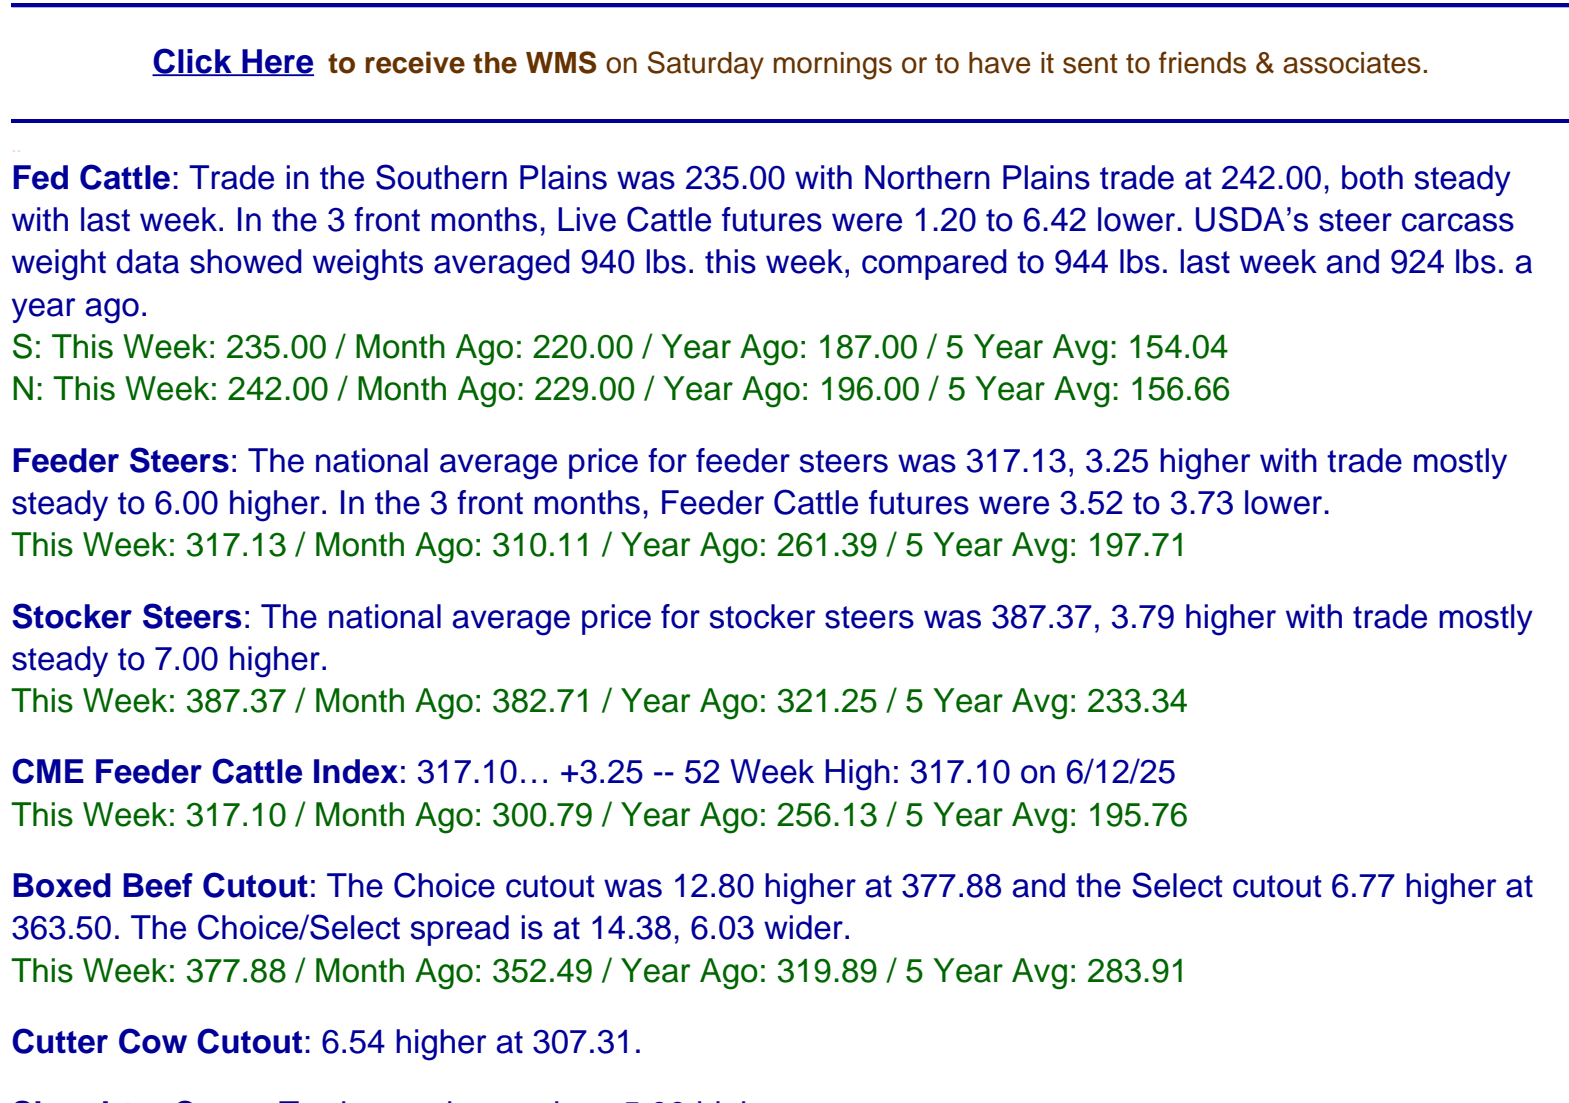 Click Here to receive the WMS on Saturday mornings or to have it sent to friends & associates.
..
Fed Cattle: Trade in the Southern Plains was 235.00 with Northern Plains trade at 242.00, both steady
with last week. In the 3 front months, Live Cattle futures were 1.20 to 6.42 lower. USDA’s steer carcass
weight data showed weights averaged 940 lbs. this week, compared to 944 lbs. last week and 924 lbs. a
year ago.
S: This Week: 235.00 / Month Ago: 220.00 / Year Ago: 187.00 / 5 Year Avg: 154.04
N: This Week: 242.00 / Month Ago: 229.00 / Year Ago: 196.00 / 5 Year Avg: 156.66
Feeder Steers: The national average price for feeder steers was 317.13, 3.25 higher with trade mostly
steady to 6.00 higher. In the 3 front months, Feeder Cattle futures were 3.52 to 3.73 lower.
This Week: 317.13 / Month Ago: 310.11 / Year Ago: 261.39 / 5 Year Avg: 197.71
Stocker Steers: The national average price for stocker steers was 387.37, 3.79 higher with trade mostly
steady to 7.00 higher.
This Week: 387.37 / Month Ago: 382.71 / Year Ago: 321.25 / 5 Year Avg: 233.34
CME Feeder Cattle Index: 317.10… +3.25 -- 52 Week High: 317.10 on 6/12/25
This Week: 317.10 / Month Ago: 300.79 / Year Ago: 256.13 / 5 Year Avg: 195.76
Boxed Beef Cutout: The Choice cutout was 12.80 higher at 377.88 and the Select cutout 6.77 higher at
363.50. The Choice/Select spread is at 14.38, 6.03 wider.
This Week: 377.88 / Month Ago: 352.49 / Year Ago: 319.89 / 5 Year Avg: 283.91
Cutter Cow Cutout: 6.54 higher at 307.31.